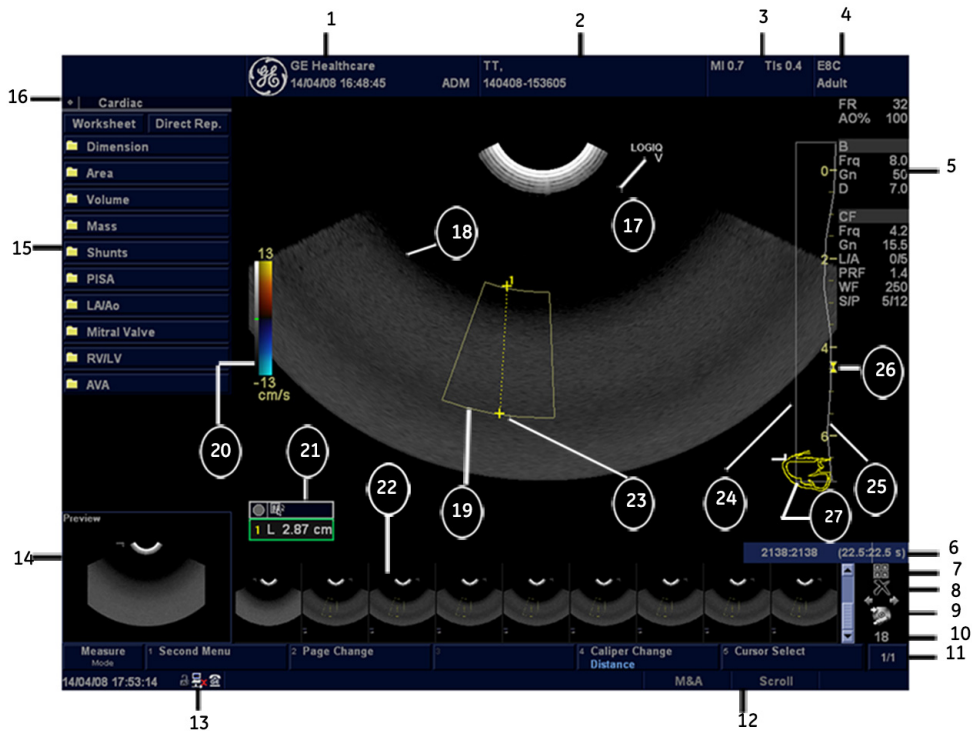 1
2
3
4
GE Healthcare
14/04/08 16:48:45 ADM
TT,
140408-153605
MI 0.7 TIs 0.4
E8C
Adult
16
Cardiac
Worksheet Direct Rep.
Dimension
Area
Volume
Mass
Shunts
PISA
LA/Ao
Mitral Valve
RV/LV
AVA
15
FR 32
AO% 100
B
Frq 8.0
Gn 50
D 7.0
CF
Frq 4.2
Gn 15.5
L/A 0/5
PRF 1.4
WF 250
S/P 5/12
5
LOGIQ
V
17
18
0
2
4
6
13
-13
cm/s
1
26
20
21
22
19
23
24
25
27
1 L 2.87 cm
Preview
14
2138:2138 (22.5:22.5 s)
6
7
8
9
18
10
Measure
Mode
1 Second Menu
2 Page Change
3
4 Caliper Change
Distance
5 Cursor Select
1/1
11
14/04/08 17:53:14
M&A
Scroll
13
12